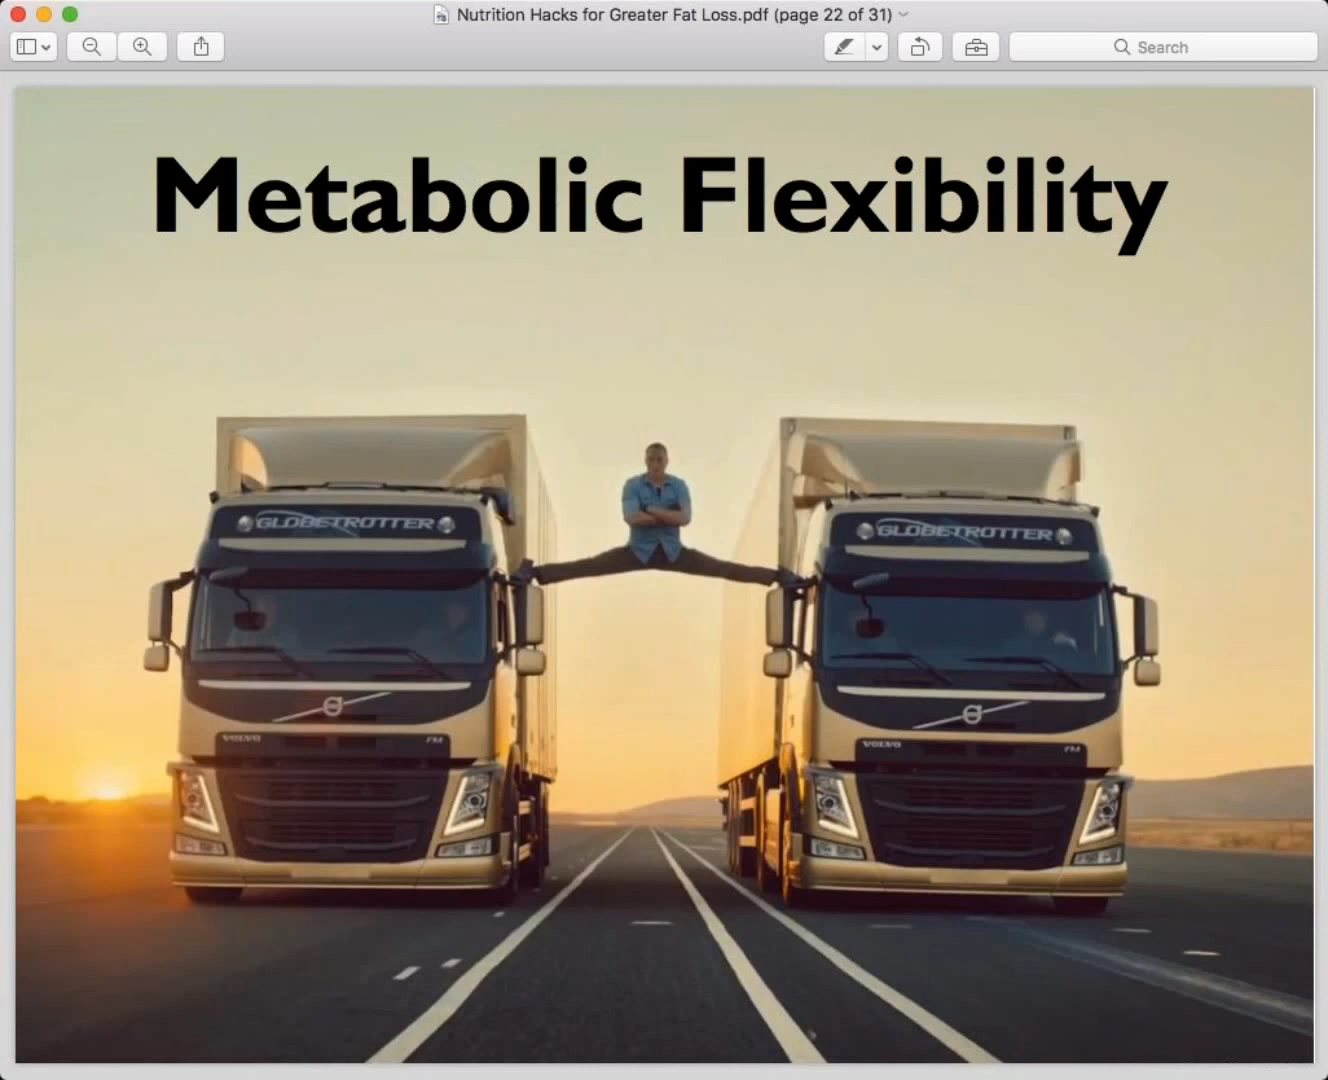 Nutrition Hacks for Greater Fat Loss.pdf (page 22 of 31)
Search
Metabolic Flexibility
GLOBETROTTER
GLOBETROTTER
VOLVO
FM
VOLVO
FM